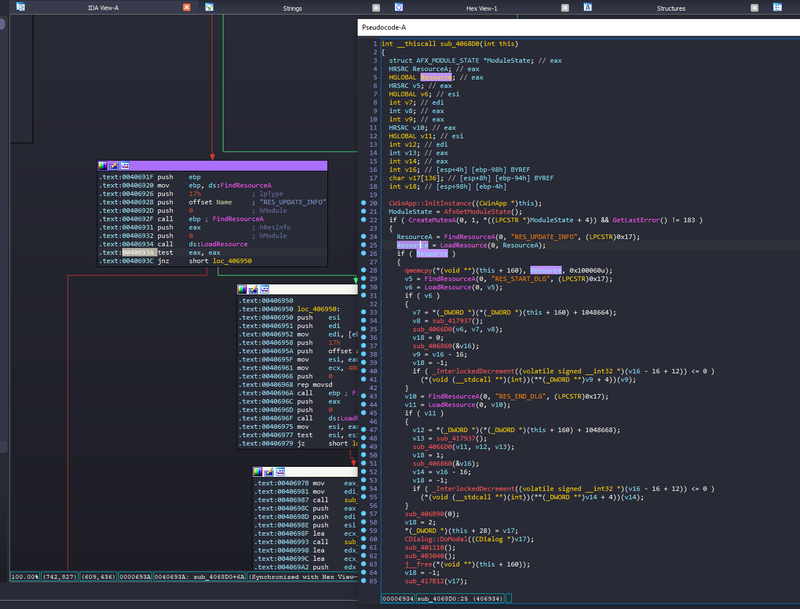 IDA View-A
Strings
Hex View-1
Structures
.text:0040691F push ebp
.text:00406920 mov ebp, ds:FindResourceA
.text:00406926 push 17h ; lpType
.text:00406928 push offset Name ; "RES_UPDATE_INFO"
.text:0040692D push 0 ; hModule
.text:0040692F call ebp ; FindResourceA
.text:00406931 push eax ; hResInfo
.text:00406932 push 0 ; hModule
.text:00406934 call ds:LoadResource
.text:0040693A test eax, eax
.text:0040693C jnz short loc_406950
.text:00406950
.text:00406950 loc_406950:
.text:00406950 push esi
.text:00406951 push edi
.text:00406952 mov edi, [eb
.text:00406958 push 17h
.text:0040695A push offset a
.text:0040695F mov esi, ea
.text:00406961 mov ecx, 40
.text:00406966 push 0
.text:00406968 rep movsd
.text:0040696A call ebp ; F
.text:0040696C push eax
.text:0040696D push 0
.text:0040696F call ds:Load
.text:00406975 mov esi, ea
.text:00406977 test esi, es
.text:00406979 jz short lo
.text:0040697B mov eax
.text:00406981 mov edi
.text:00406987 call sub_
.text:0040698C push eax
.text:0040698D push edi
.text:0040698E push esi
.text:0040698F lea ecx,
.text:00406993 call sub_
.text:00406998 lea edx,
.text:0040699C lea ecx,
.text:004069A2 push edx
100.00% (742,827) (609,436) 0000693A 0040693A: sub_4068D0+6A (Synchronized with Hex View-
Pseudocode-A
1 int __thiscall sub_4068D0(int this)
2 {
3 struct AFX_MODULE_STATE *ModuleState; // eax
4 HRSRC ResourceA; // eax
5 HGLOBAL Resource; // eax
6 HRSRC v5; // eax
7 HGLOBAL v6; // esi
8 int v7; // edi
9 int v8; // eax
10 int v9; // eax
11 HRSRC v10; // eax
12 HGLOBAL v11; // esi
13 int v12; // edi
14 int v13; // eax
15 int v14; // eax
16 int v16; // [esp+4h] [ebp-98h] BYREF
17 char v17[136]; // [esp+8h] [ebp-94h] BYREF
18 int v18; // [esp+98h] [ebp-4h]
19
20 CWinApp::InitInstance((CWinApp *)this);
21 ModuleState = AfxGetModuleState();
22 if ( CreateMutexA(0, 1, *((LPCSTR *)ModuleState + 4)) && GetLastError() != 183 )
23 {
24 ResourceA = FindResourceA(0, "RES_UPDATE_INFO", (LPCSTR)0x17);
25 Resource = LoadResource(0, ResourceA);
26 if ( Resource )
27 {
28 qmemcpy(*(void **)(this + 160), Resource, 0x100060u);
29 v5 = FindResourceA(0, "RES_START_DLG", (LPCSTR)0x17);
30 v6 = LoadResource(0, v5);
31 if ( v6 )
32 {
33 v7 = *(_DWORD *)(*(_DWORD *)(this + 160) + 1048664);
34 v8 = sub_417937();
35 sub_4066D0(v6, v7, v8);
36 v18 = 0;
37 sub_406860(&v16);
38 v9 = v16 - 16;
39 v18 = -1;
40 if ( _InterlockedDecrement((volatile signed __int32 *)(v16 - 16 + 12)) <= 0 )
41 (*(void (__stdcall **)(int))(**(_DWORD **)v9 + 4))(v9);
42 }
43 v10 = FindResourceA(0, "RES_END_DLG", (LPCSTR)0x17);
44 v11 = LoadResource(0, v10);
45 if ( v11 )
46 {
47 v12 = *(_DWORD *)(*(_DWORD *)(this + 160) + 1048668);
48 v13 = sub_417937();
49 sub_4066D0(v11, v12, v13);
50 v18 = 1;
51 sub_406860(&v16);
52 v14 = v16 - 16;
53 v18 = -1;
54 if ( _InterlockedDecrement((volatile signed __int32 *)(v16 - 16 + 12)) <= 0 )
55 (*(void (__stdcall **)(int))(**(_DWORD **)v14 + 4))(v14);
56 }
57 sub_406890(0);
58 v18 = 2;
59 *(_DWORD *)(this + 28) = v17;
60 CDialog::DoModal((CDialog *)v17);
61 sub_401110();
62 sub_403040();
63 j__free(*(void **)(this + 160));
64 v18 = -1;
65 sub_417812(v17);
00006934 sub_4068D0:25 (406934)